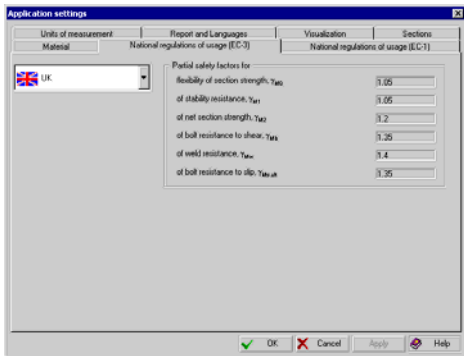 Application settings
Units of measurement
Report and Languages
Visualization
Sections
Material
National regulations of usage (EC-3)
National regulations of usage (EC-1)
UK
Partial safety factors for
flexibility of section strength, γM0
1.05
of stability resistance, γM1
1.05
of net section strength, γM2
1.2
of bolt resistance to shear, γMb
1.35
of weld resistance, γMw
1.4
of bolt resistance to slip, γMs.ult
1.35
OK
Cancel
Apply
Help